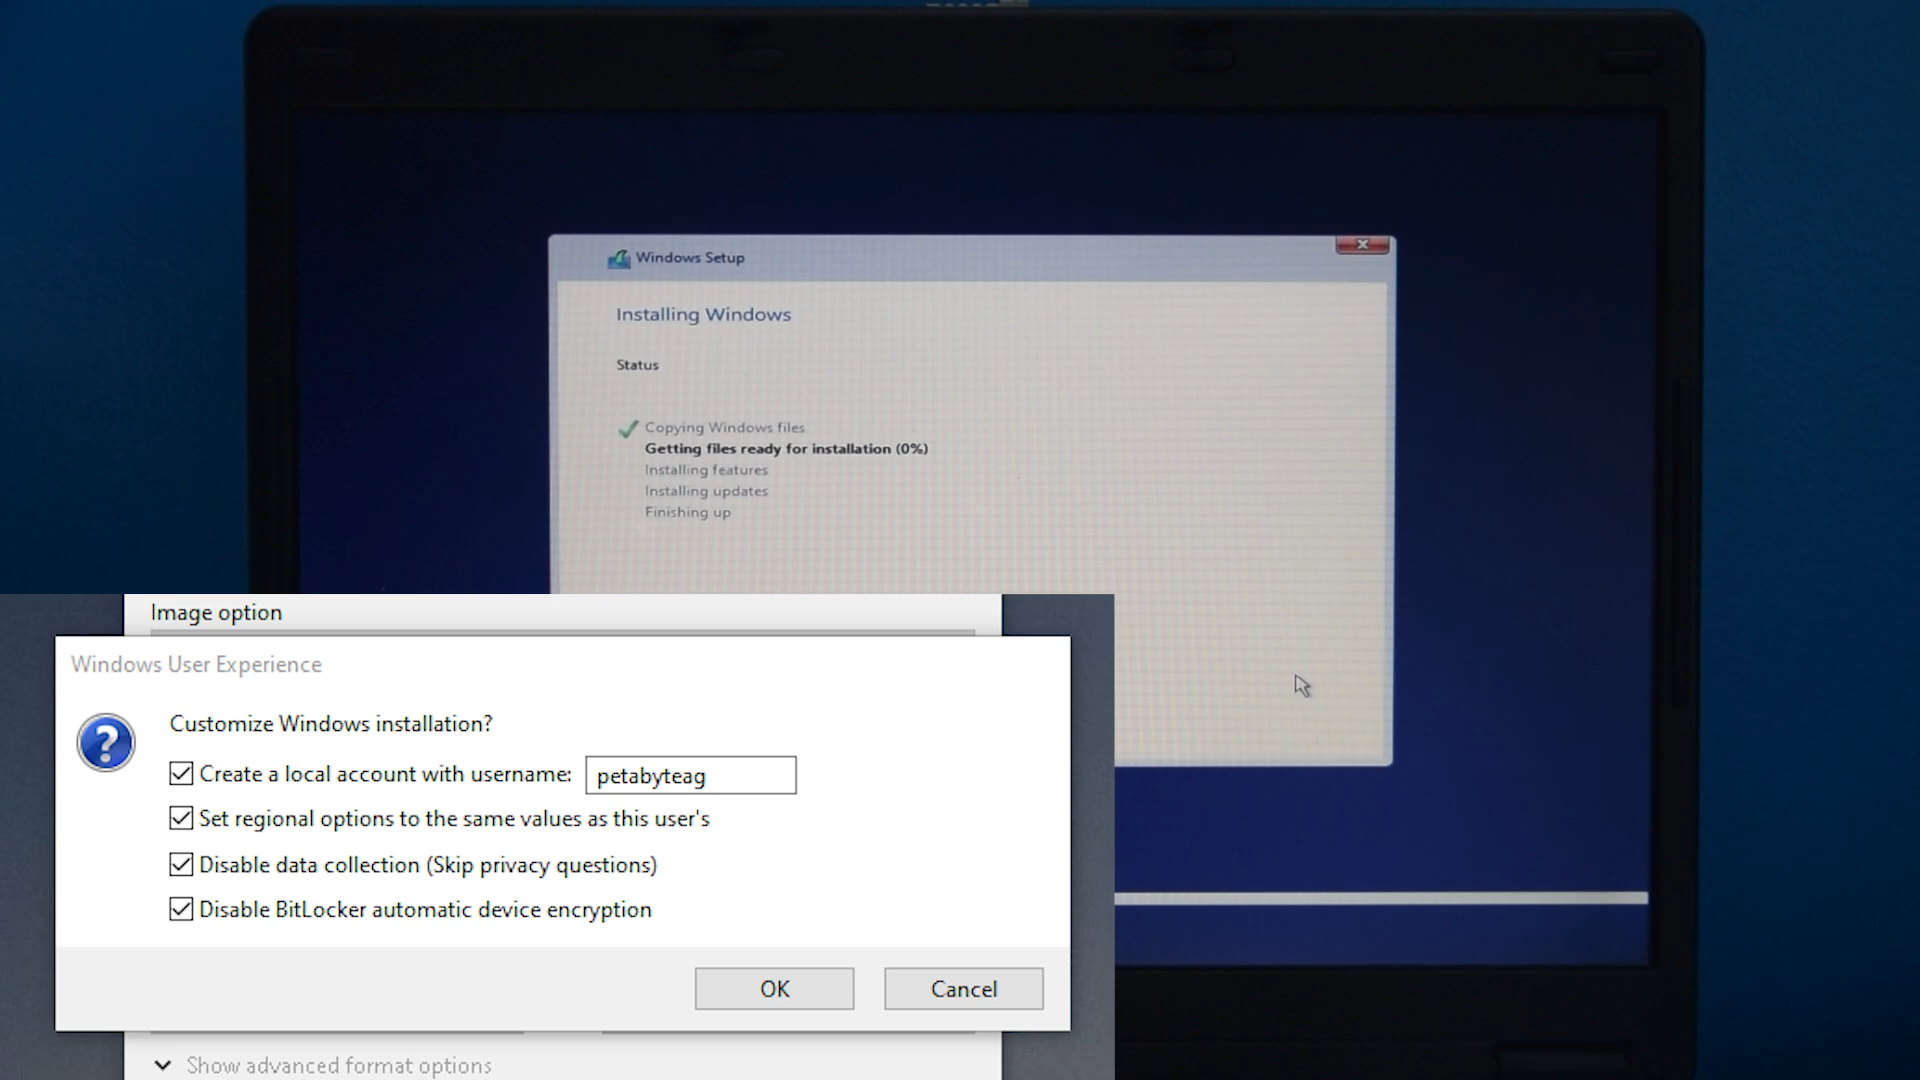 Windows Setup
Installing Windows
Status
Copying Windows files
Getting files ready for installation (0%)
Installing features
Installing updates
Finishing up
Image option
Windows User Experience
Customize Windows installation?
Create a local account with username: petabyteag
Set regional options to the same values as this user's
Disable data collection (Skip privacy questions)
Disable BitLocker automatic device encryption
OK Cancel
Show advanced format options